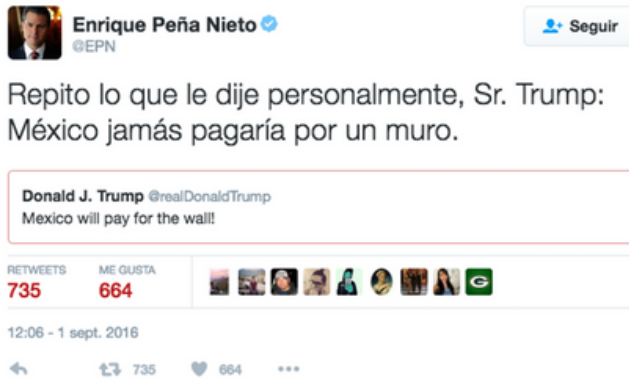 Enrique Peña Nieto
@EPN
Seguir
Repito lo que le dije personalmente, Sr. Trump:
México jamás pagaría por un muro.
Donald J. Trump @realDonaldTrump
Mexico will pay for the wall!
RETWEETS ME GUSTA
735 664
12:06 - 1 sept. 2016
735 664